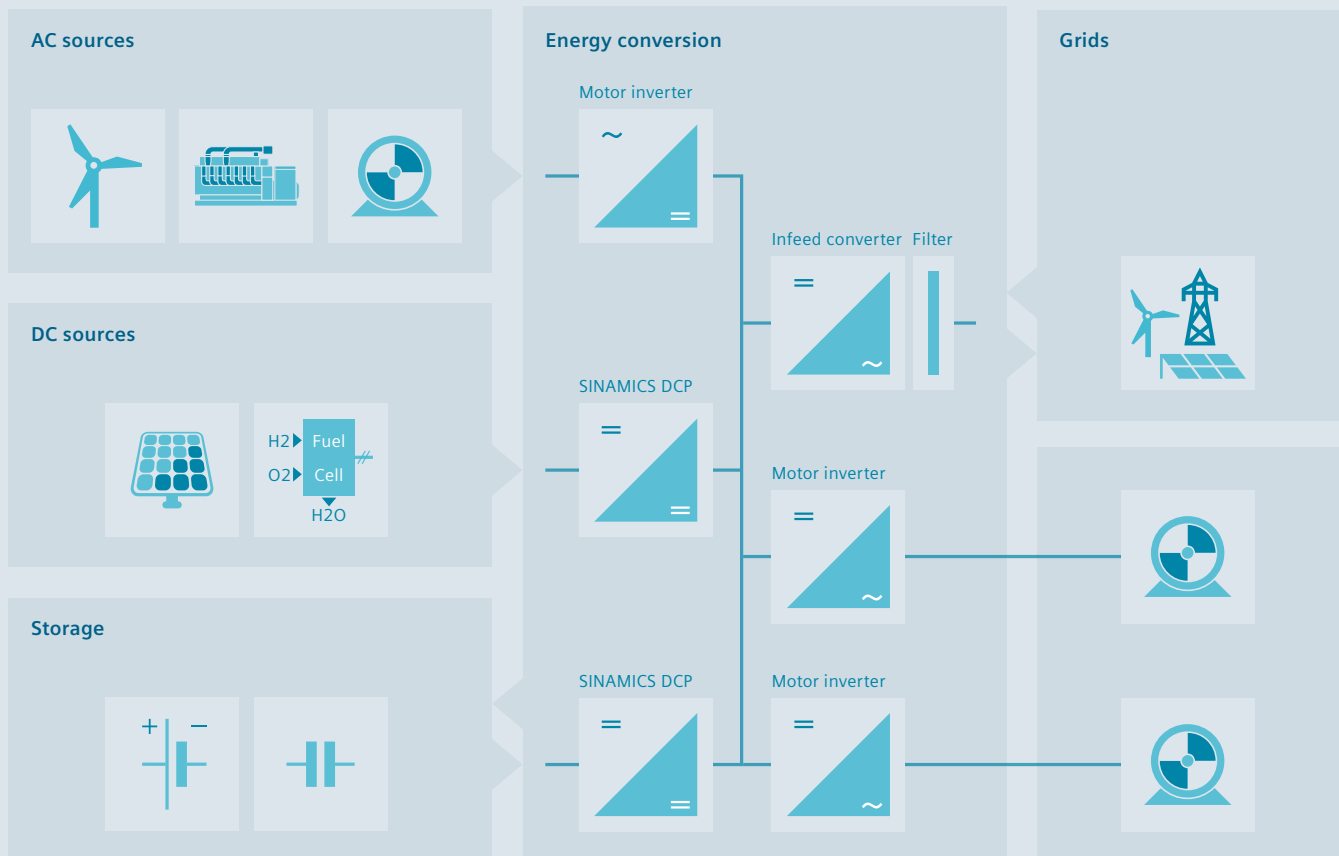 AC sources
Energy conversion
Grids
Motor inverter
~
=
Infeed converter
Filter
=
~
DC sources
H2
Fuel
O2
Cell
H2O
SINAMICS DCP
=
=
Motor inverter
=
~
Storage
+ −
SINAMICS DCP
=
=
Motor inverter
=
~